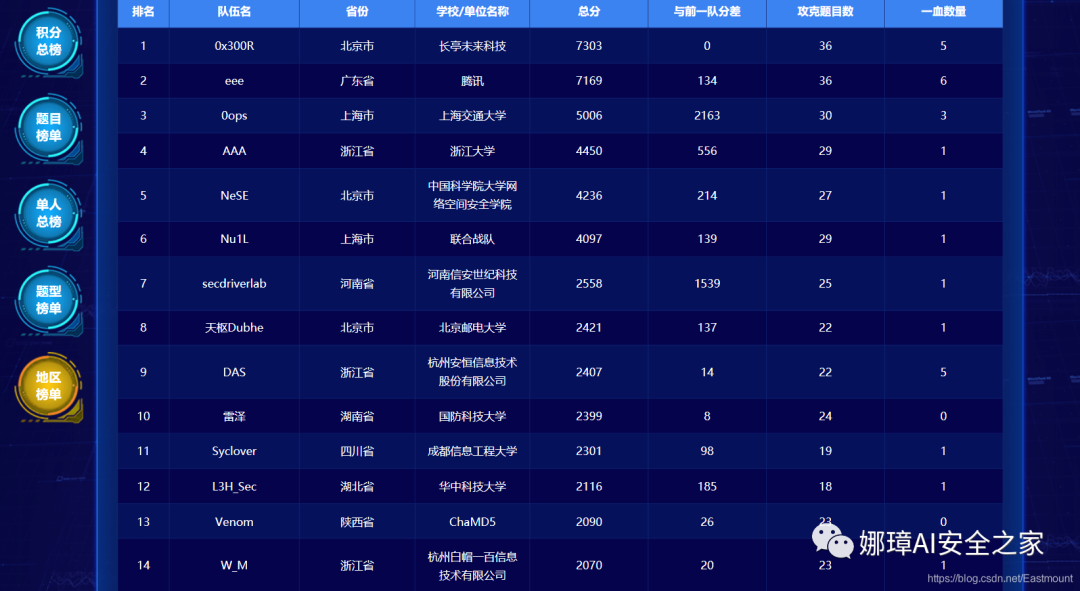 积分
总榜
题目
榜单
单人
总榜
题型
榜单
地区
榜单
排名 队伍名 省份 学校/单位名称 总分 与前一队分差 攻克题目数 一血数量
1 0x300R 北京市 长亭未来科技 7303 0 36 5
2 eee 广东省 腾讯 7169 134 36 6
3 0ops 上海市 上海交通大学 5006 2163 30 3
4 AAA 浙江省 浙江大学 4450 556 29 1
中国科学院大学网
5 NeSE 北京市 4236 214 27 1
络空间安全学院
6 Nu1L 上海市 联合战队 4097 139 29 1
河南信安世纪科技
7 secdriverlab 河南省 2558 1539 25 1
有限公司
8 天枢Dubhe 北京市 北京邮电大学 2421 137 22 1
杭州安恒信息技术
9 DAS 浙江省 2407 14 22 5
股份有限公司
10 雷泽 湖南省 国防科技大学 2399 8 24 0
11 Syclover 四川省 成都信息工程大学 2301 98 19 1
12 L3H_Sec 湖北省 华中科技大学 2116 185 18 1
13 Venom 陕西省 ChaMD5 2090 26 23 0
杭州白帽一百信息
14 W_M 浙江省 2070 20 23 1
技术有限公司
娜璋AI安全之家
https://blog.csdn.net/Eastmount